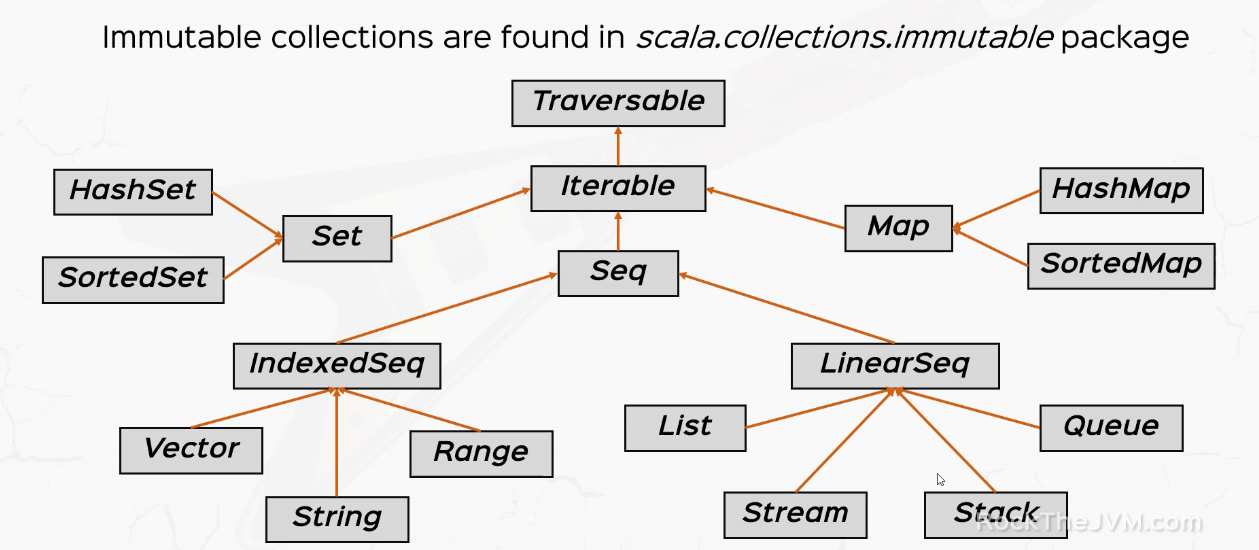 Immutable collections are found in scala.collections.immutable package
Traversable
HashSet
Iterable
HashMap
Set
Map
SortedSet
Seq
SortedMap
IndexedSeq
LinearSeq
Vector
Range
List
Queue
String
Stream
Stack
RockTheJVM.com